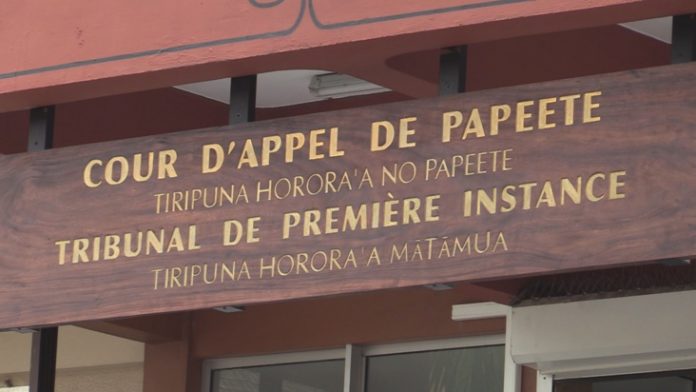 COUR D'APPEL DE PAPEETE
TIRIPUNA HORORA'A NO PAPEETE
TRIBUNAL DE PREMIÈRE INSTANCE
TIRIPUNA HORORA'A MĀTĀMUA